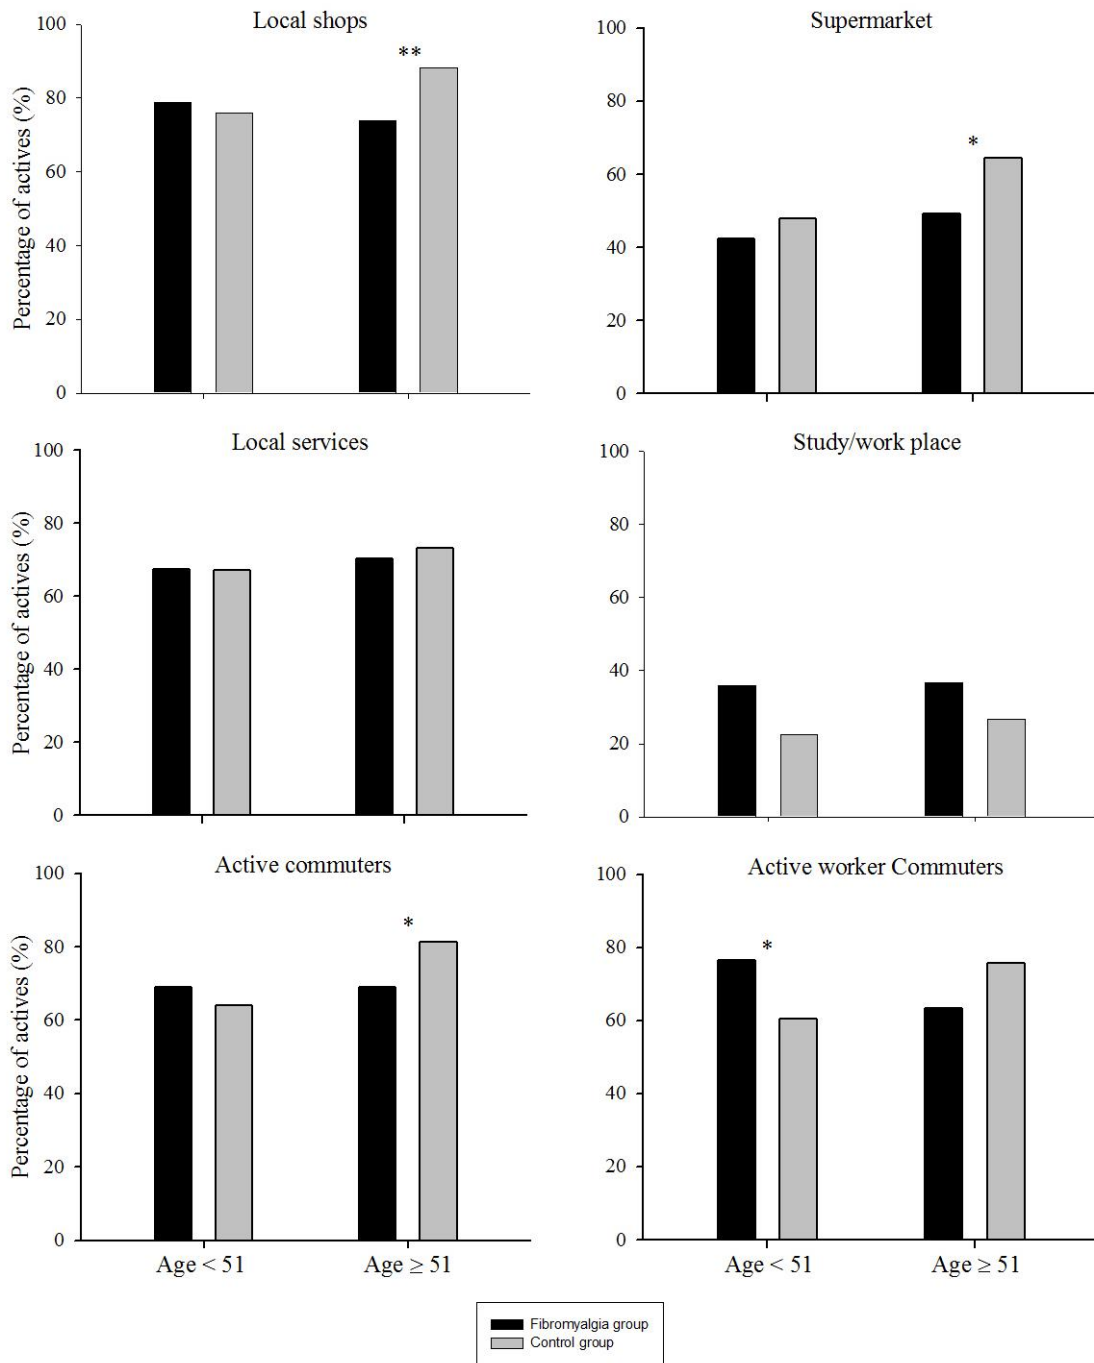 Local shops
Percentage of actives (%)
100
80
60
40
20
0
**
Supermarket
100
80
60
40
20
0
*
Local services
Percentage of actives (%)
100
80
60
40
20
0
Study/work place
100
80
60
40
20
0
Active commuters
Percentage of actives (%)
100
80
60
40
20
0
*
Age < 51
Age ≥ 51
Active worker Commuters
100
80
60
40
20
0
*
Age < 51
Age ≥ 51
Fibromyalgia group
Control group